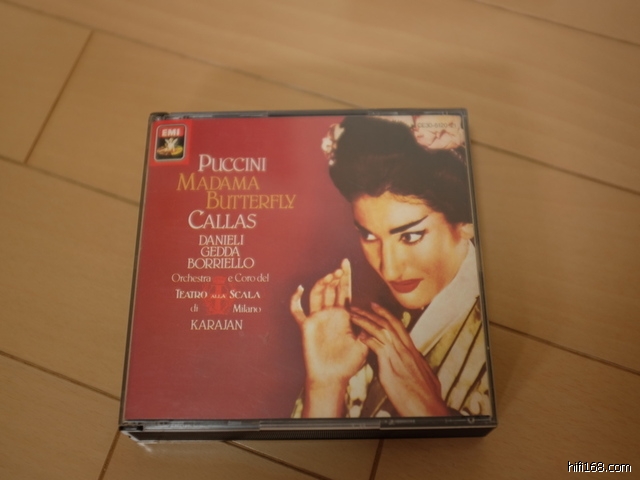 EMI
PUCCINI
MADAMA
BUTTERFLY
CALLAS
DANIELI
GEDDA
BORRIELLO
Orchestra e Coro del
TEATRO ALLA SCALA
di Milano
KARAJAN
hifi168.com